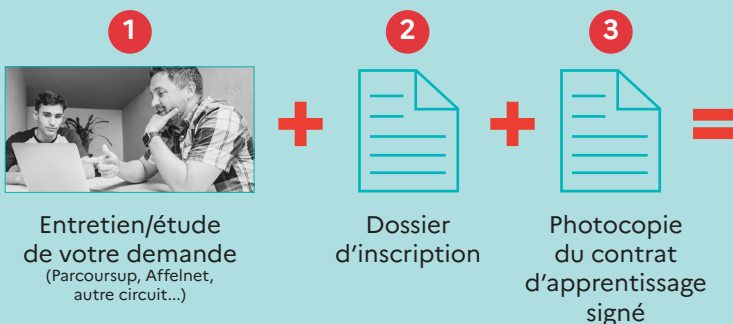 1
2
3
+
+
=
Entretien/étude
de votre demande
(Parcoursup, Affelnet,
autre circuit...)
Dossier
d’inscription
Photocopie
du contrat
d’apprentissage
signé